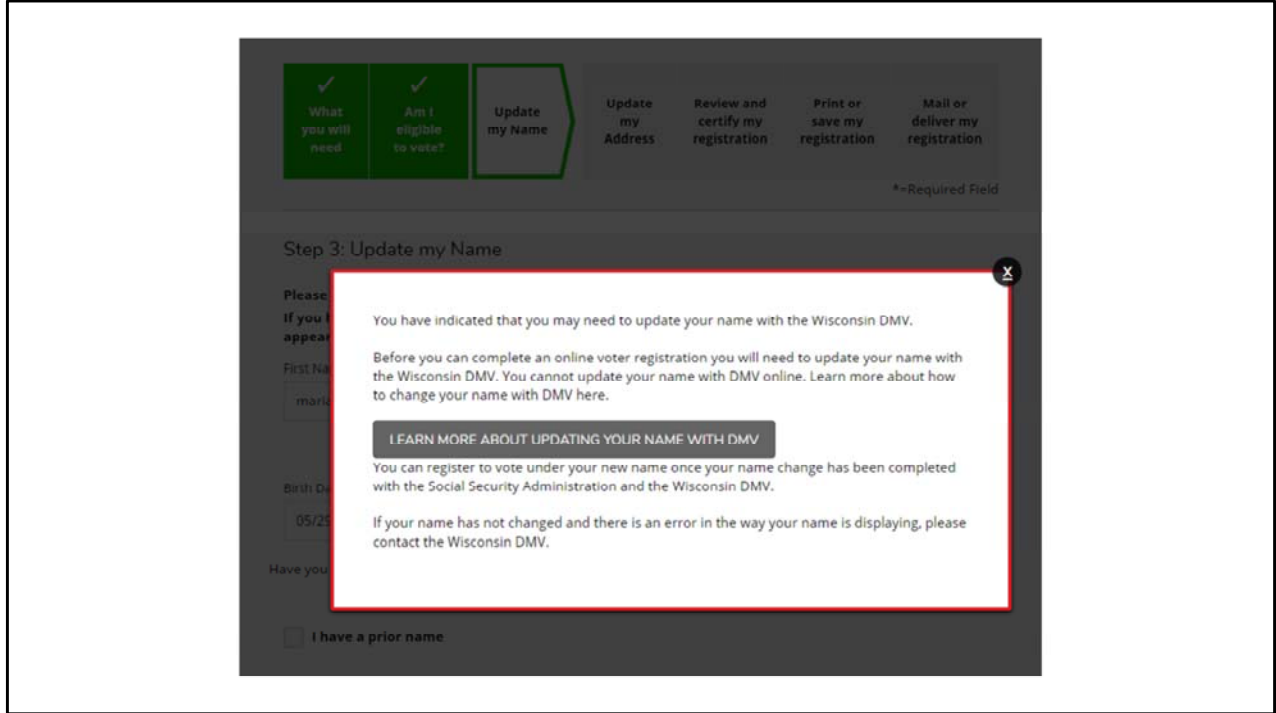 ✓ ✓
What you will need
Am I eligible to vote?
Update my Name
Update my Address
Review and certify my registration
Print or save my registration
Mail or deliver my registration
*=Required Field
Step 3: Update my Name
X
Please
If you
appear
You have indicated that you may need to update your name with the Wisconsin DMV.
Before you can complete an online voter registration you will need to update your name with
the Wisconsin DMV. You cannot update your name with DMV online. Learn more about how
to change your name with DMV here.
First Na
maria
LEARN MORE ABOUT UPDATING YOUR NAME WITH DMV
You can register to vote under your new name once your name change has been completed
with the Social Security Administration and the Wisconsin DMV.
Birth Da
05/29
If your name has not changed and there is an error in the way your name is displaying, please
contact the Wisconsin DMV.
Have you
I have a prior name